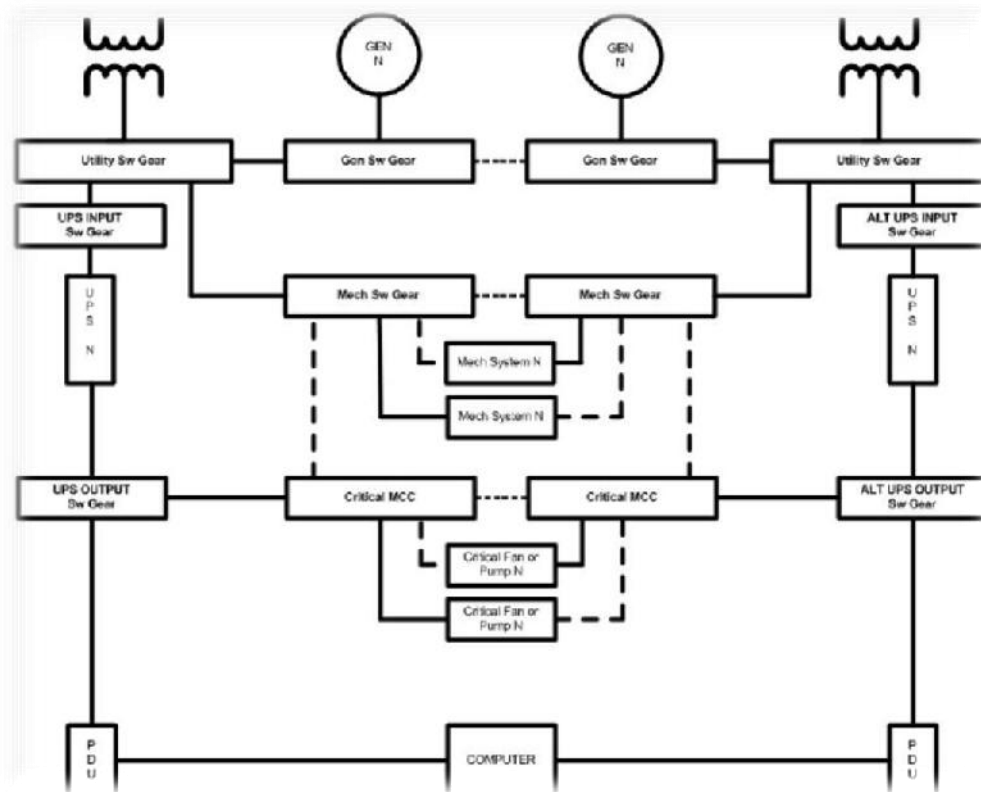 GEN
N
GEN
N
Utility Sw Gear
Gen Sw Gear
Gen Sw Gear
Utility Sw Gear
UPS INPUT
Sw Gear
ALT UPS INPUT
Sw Gear
U
P
S
N
Mech Sw Gear
Mech Sw Gear
U
P
S
N
Mech System N
Mech System N
UPS OUTPUT
Sw Gear
Critical MCC
Critical MCC
ALT UPS OUTPUT
Sw Gear
Critical Fan or
Pump N
Critical Fan or
Pump N
P
D
U
COMPUTER
P
D
U